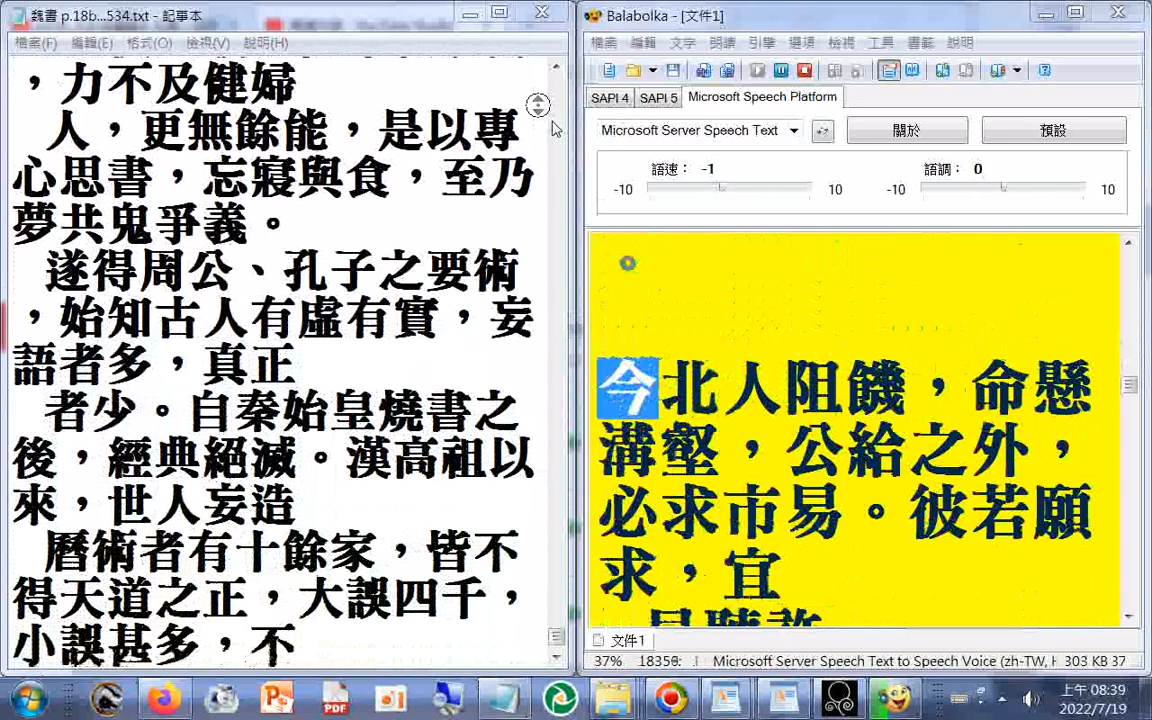 魏書 p.18b...534.txt - 記事本
檔案(F) 編輯(E) 格式(O) 檢視(V) 說明(H)
，力不及健婦
人，更無餘能，是以專
心思書，忘寢與食，至乃
夢共鬼爭義。
遂得周公、孔子之要術
，始知古人有虛有實，妄
語者多，真正
者少。自秦始皇燒書之
後，經典絕滅。漢高祖以
來，世人妄造
曆術者有十餘家，皆不
得天道之正，大誤四千，
小誤甚多，不
Balabolka - [文件1]
檔案 編輯 文字 朗讀 引擎 選項 檢視 工具 書籤 說明
SAPI 4 SAPI 5 Microsoft Speech Platform
Microsoft Server Speech Text 關於 預設
語速： -1 語調： 0
-10 10 -10 10
今北人阻饑，命懸
溝壑，公給之外，
必求市易。彼若願
求，宜
文件1
37% Microsoft Server Speech Text to Speech Voice (zh-TW, H 303 KB 37
PDF
上午 08:39
2022/7/19